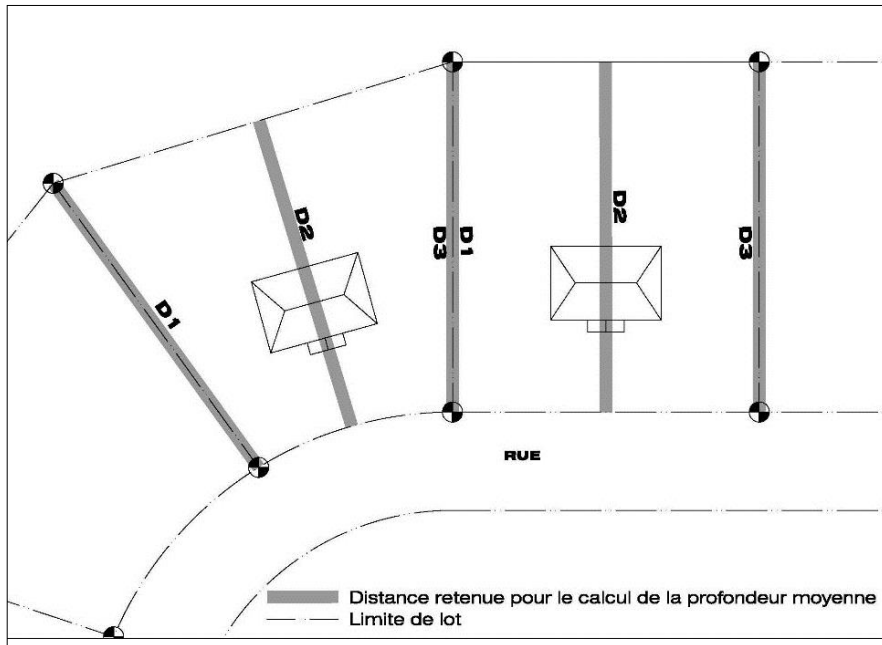 D1
D2
D3
D1
D2
D3
RUE
Distance retenue pour le calcul de la profondeur moyenne
Limite de lot